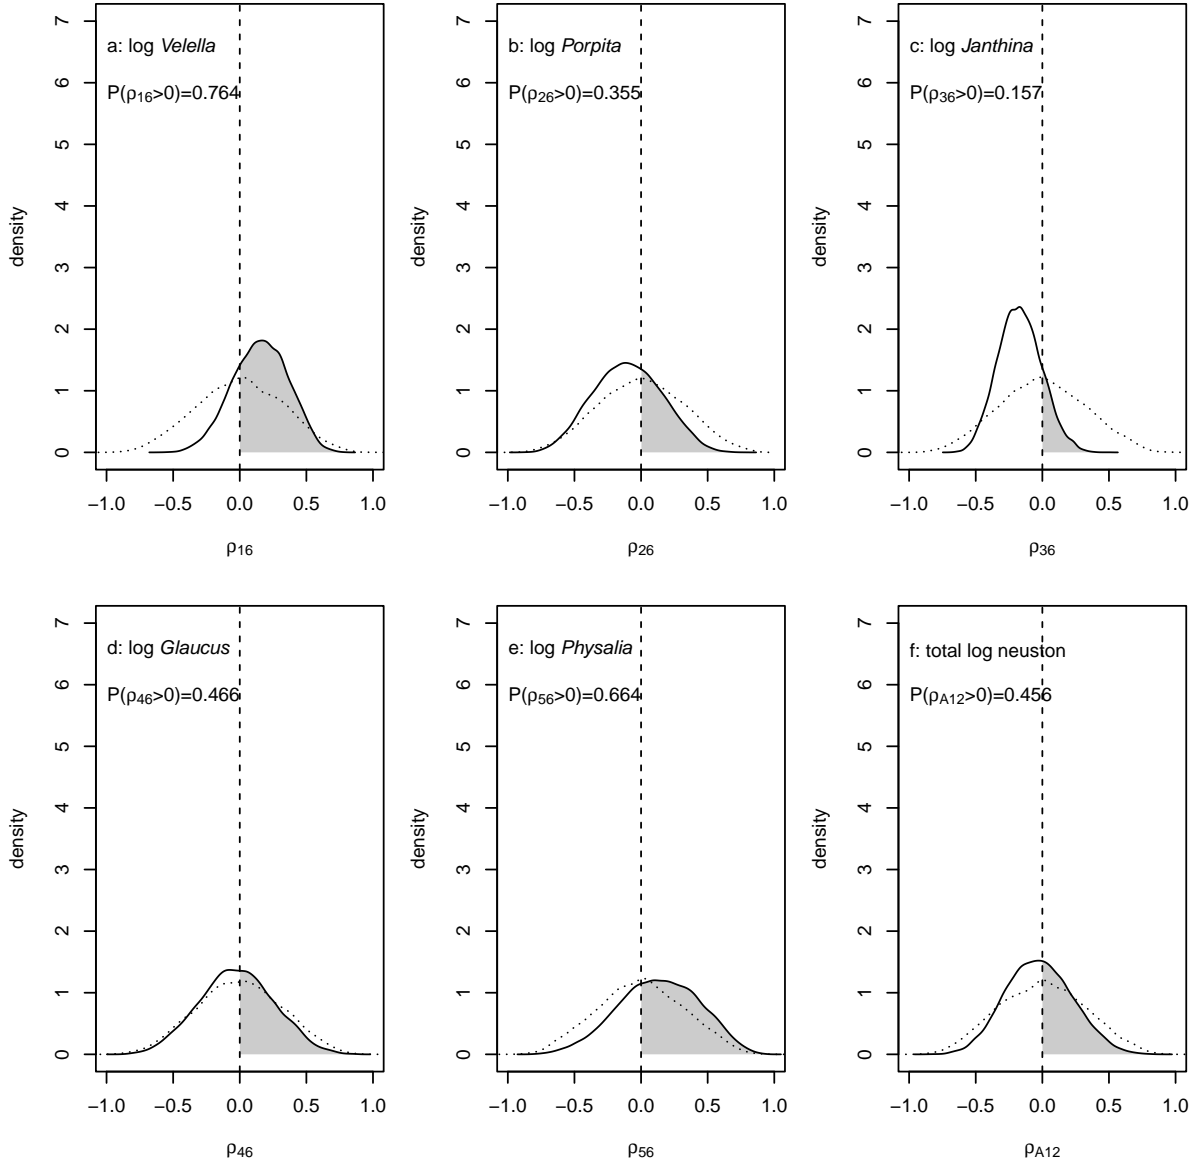 a: log Velella
P(ρ16>0)=0.764
density
0 1 2 3 4 5 6 7
−1.0 −0.5 0.0 0.5 1.0
ρ16
b: log Porpita
P(ρ26>0)=0.355
density
0 1 2 3 4 5 6 7
−1.0 −0.5 0.0 0.5 1.0
ρ26
c: log Janthina
P(ρ36>0)=0.157
density
0 1 2 3 4 5 6 7
−1.0 −0.5 0.0 0.5 1.0
ρ36
d: log Glaucus
P(ρ46>0)=0.466
density
0 1 2 3 4 5 6 7
−1.0 −0.5 0.0 0.5 1.0
ρ46
e: log Physalia
P(ρ56>0)=0.664
density
0 1 2 3 4 5 6 7
−1.0 −0.5 0.0 0.5 1.0
ρ56
f: total log neuston
P(ρA12>0)=0.456
density
0 1 2 3 4 5 6 7
−1.0 −0.5 0.0 0.5 1.0
ρA12